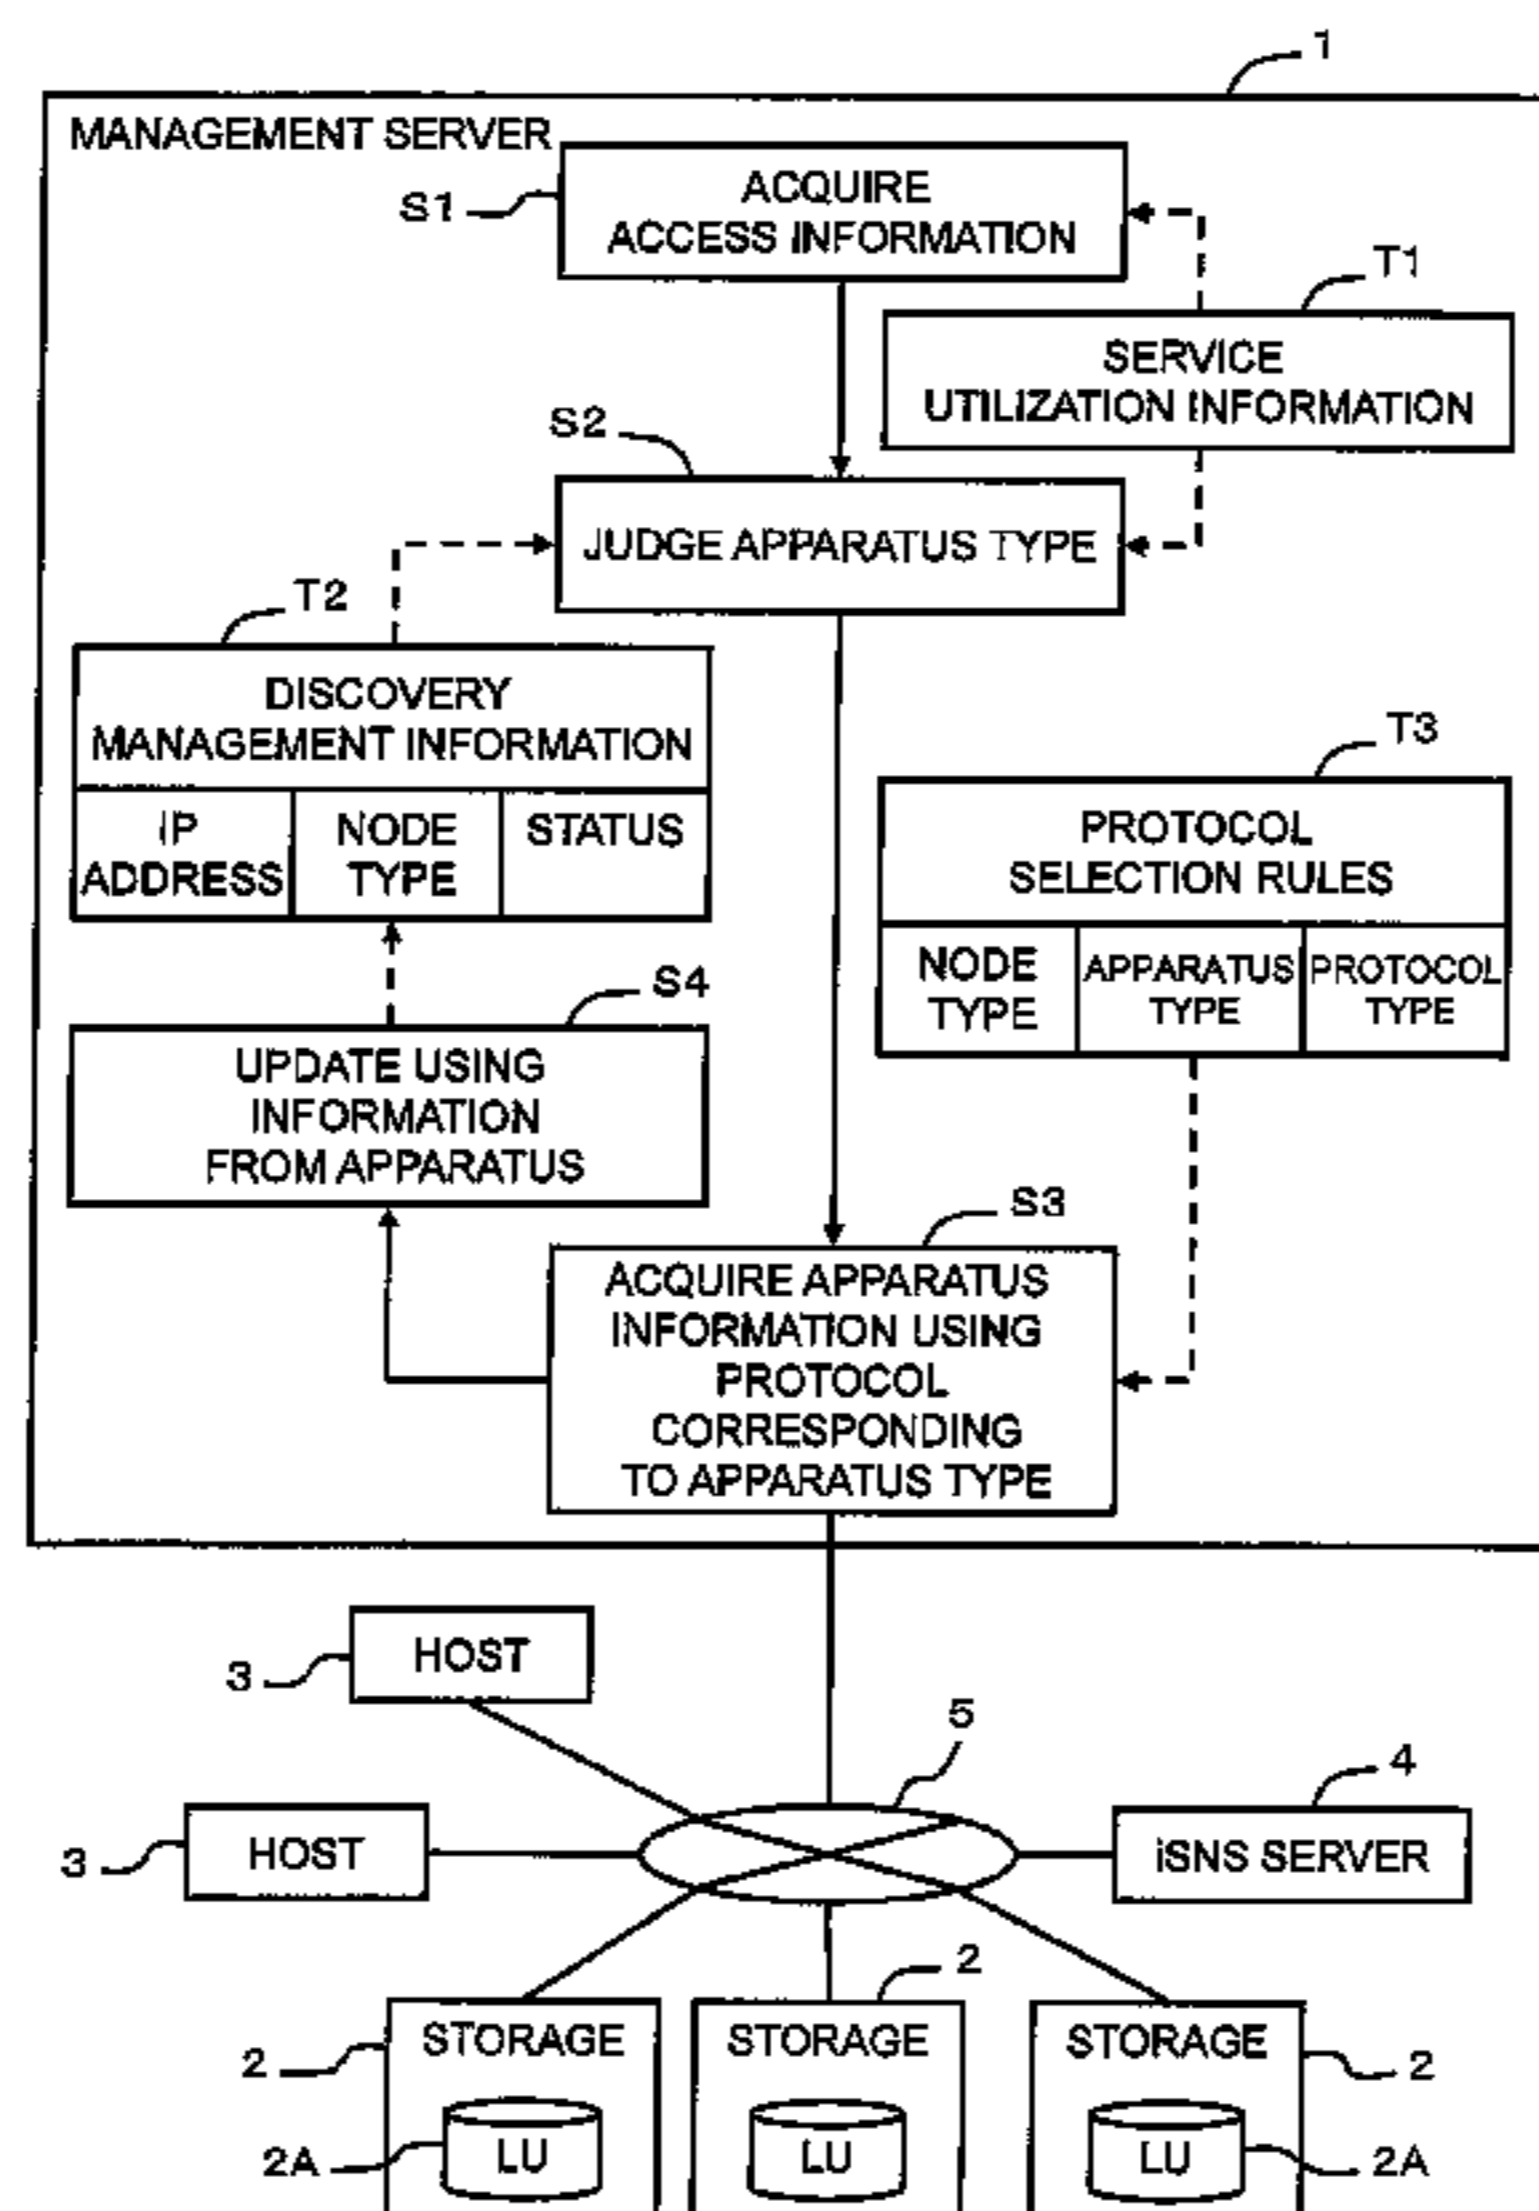 1
MANAGEMENT SERVER
S1
ACQUIRE
ACCESS INFORMATION
T1
SERVICE
UTILIZATION INFORMATION
S2
JUDGE APPARATUS TYPE
T2
DISCOVERY
MANAGEMENT INFORMATION
IP
ADDRESS
NODE
TYPE
STATUS
T3
PROTOCOL
SELECTION RULES
NODE
TYPE
APPARATUS
TYPE
PROTOCOL
TYPE
S4
UPDATE USING
INFORMATION
FROM APPARATUS
S3
ACQUIRE APPARATUS
INFORMATION USING
PROTOCOL
CORRESPONDING
TO APPARATUS TYPE
3
HOST
5
4
3
HOST
iSNS SERVER
2
2
STORAGE
STORAGE
STORAGE
2
2A
LU
LU
LU
2A